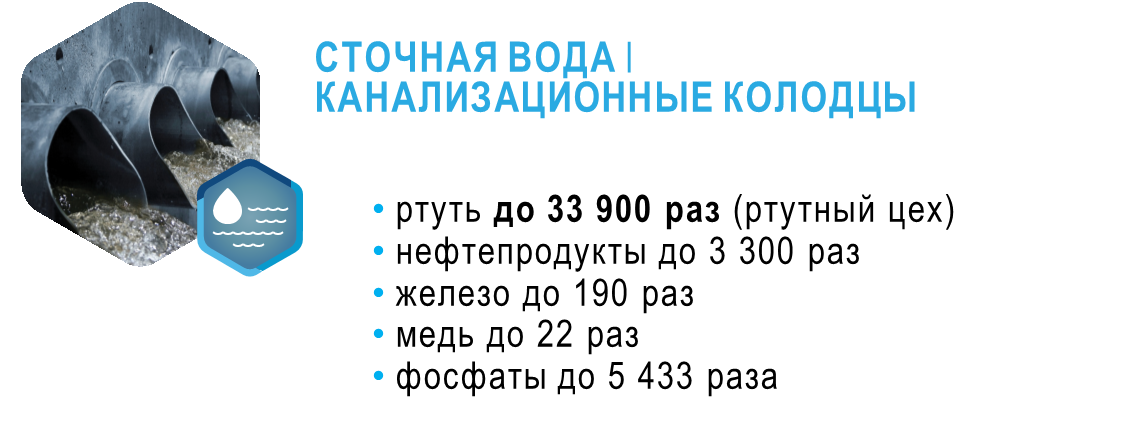 СТОЧНАЯ ВОДА |
КАНАЛИЗАЦИОННЫЕ КОЛОДЦЫ
• ртуть до 33 900 раз (ртутный цех)
• нефтепродукты до 3 300 раз
• железо до 190 раз
• медь до 22 раз
• фосфаты до 5 433 раза